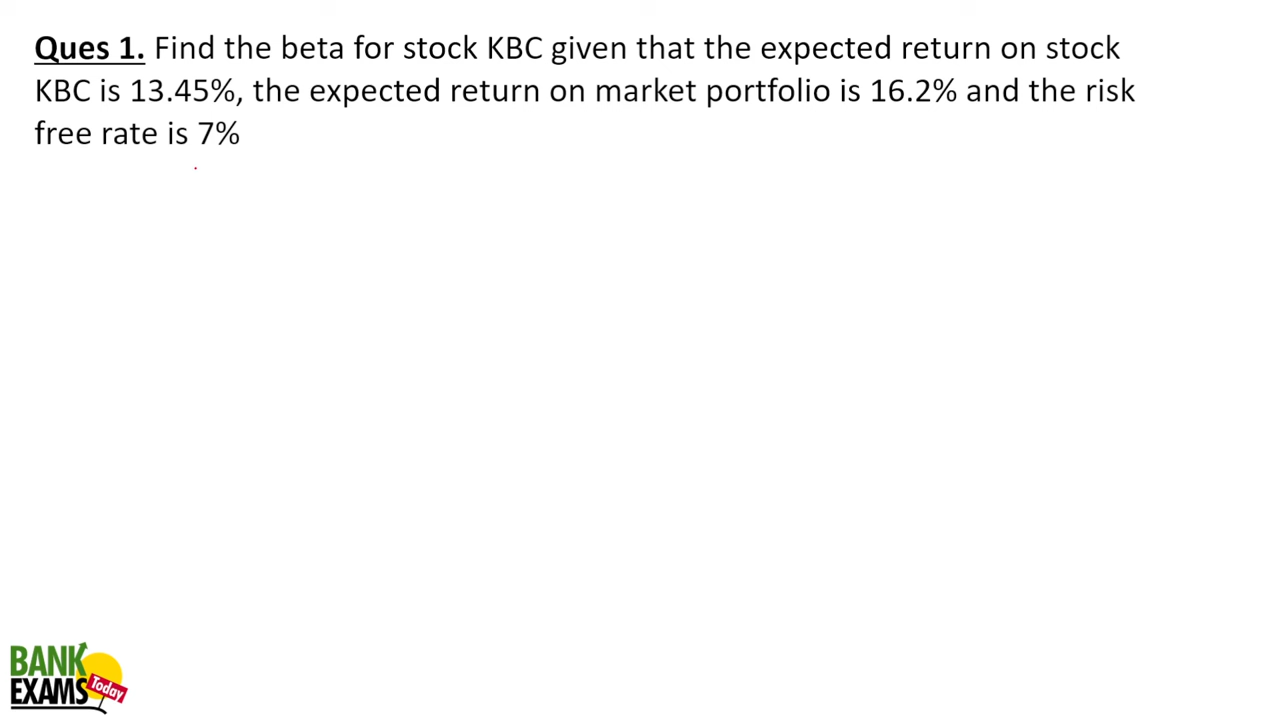 Ques 1. Find the beta for stock KBC given that the expected return on stock
KBC is 13.45%, the expected return on market portfolio is 16.2% and the risk
free rate is 7%
BANK
EXAMS
Today